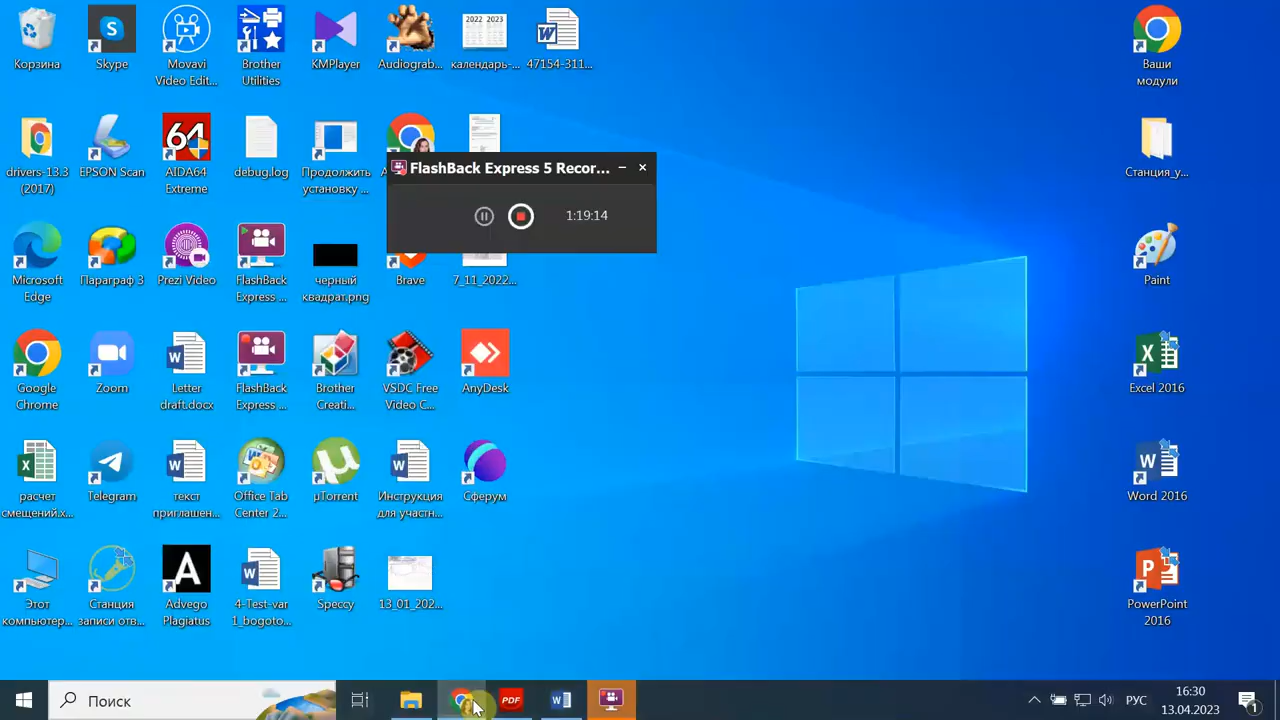 Корзина
Skype
Movavi
Video Edit...
Brother
Utilities
KMPlayer
Audiograb...
2022 2023
календарь-...
47154-311...
Ваши
модули
drivers-13.3
(2017)
EPSON Scan
64
AIDA64
Extreme
debug.log
Продолжить
установку ...
FlashBack Express 5 Recor...
1:19:14
Станция_у...
Microsoft
Edge
Параграф 3
Prezi Video
FlashBack
Express ...
черный
квадрат.png
Brave
7_11_2022...
Paint
Google
Chrome
Zoom
Letter
draft.docx
FlashBack
Express ...
Brother
Creati...
VSDC Free
Video C...
AnyDesk
Excel 2016
расчет
смещений.x...
Telegram
текст
приглашен...
Office Tab
Center 2...
µTorrent
Инструкция
для участн...
Сферум
Word 2016
Этот
компьютер...
Станция
записи отв...
Advego
Plagiatus
4-Test-var
1_bogoto...
Speccy
13_01_202...
PowerPoint
2016
Поиск
PDF
РУС
16:30
13.04.2023
1